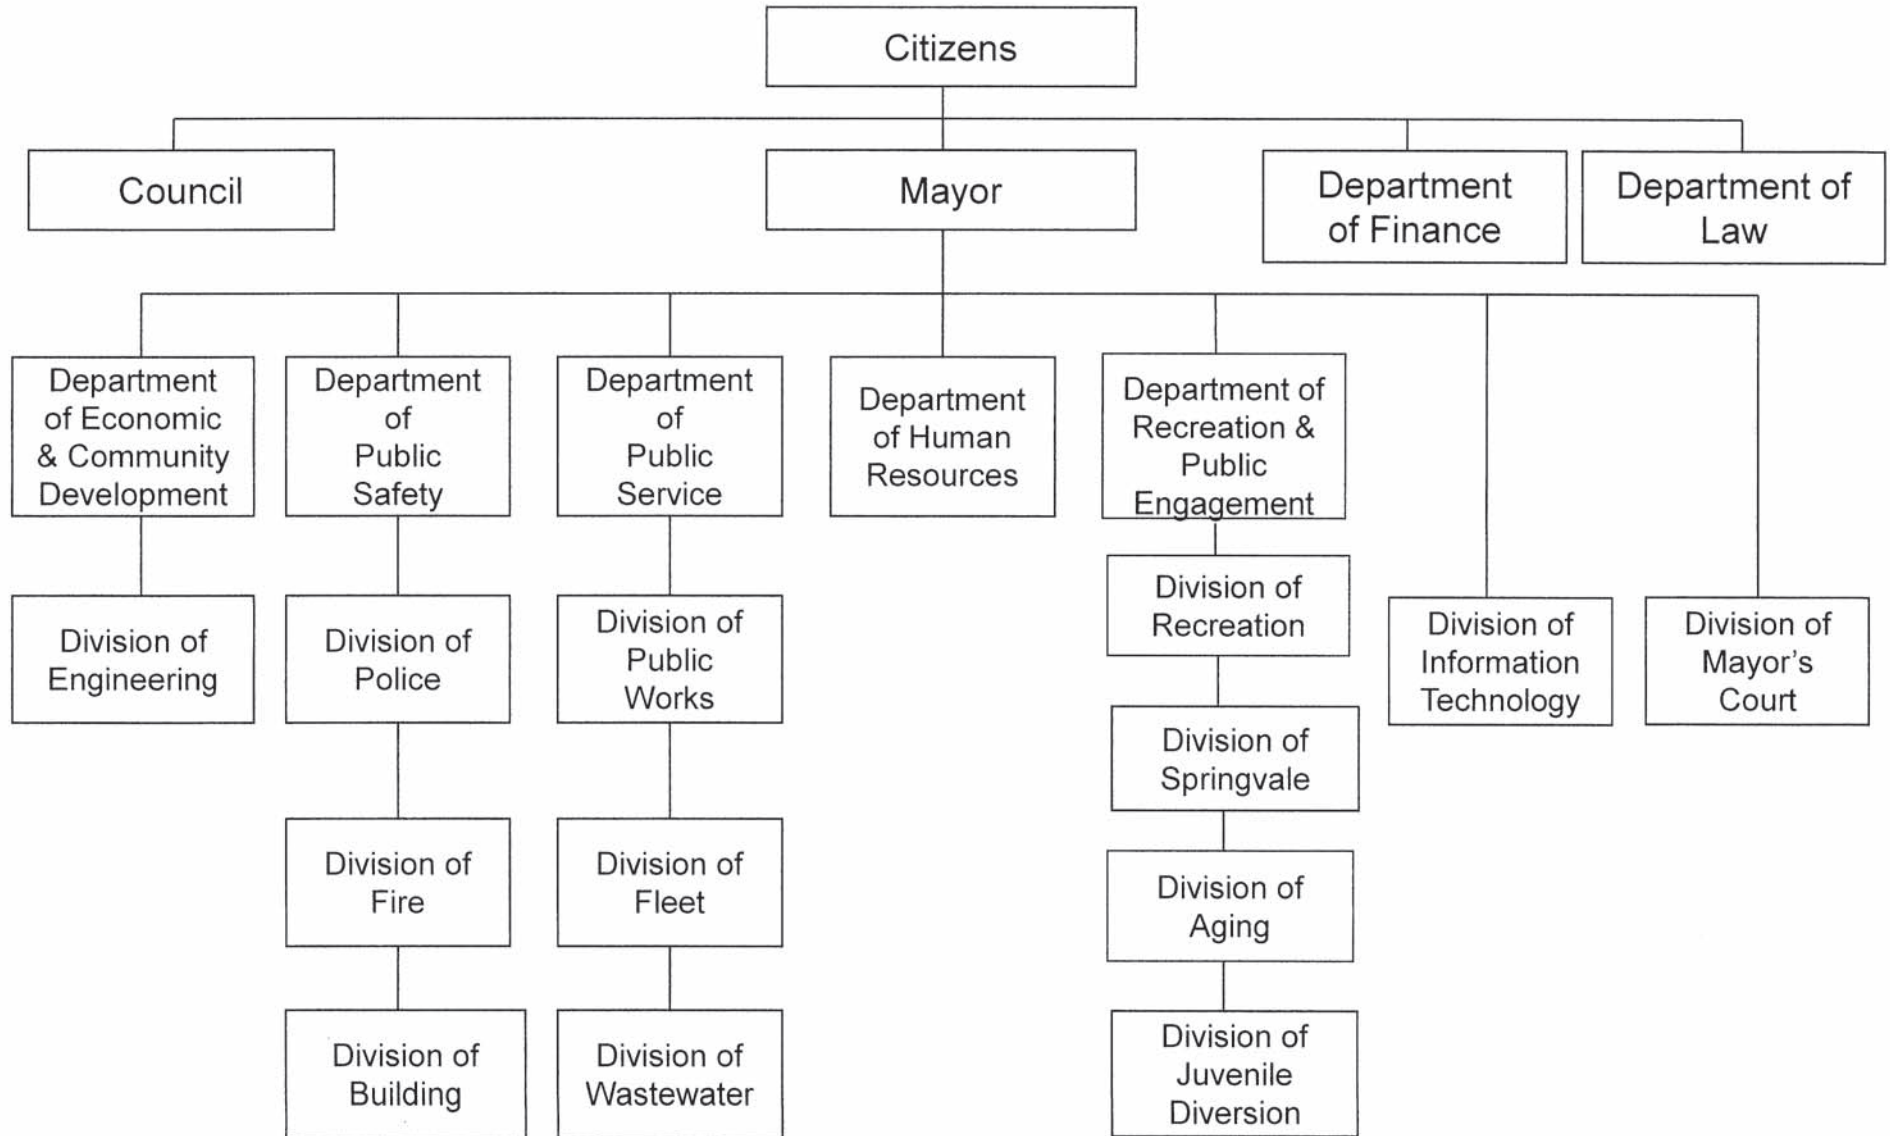 Citizens
Council
Mayor
Department
of Finance
Department of
Law
Department
of Economic
& Community
Development
Department
of
Public
Safety
Department
of
Public
Service
Department
of Human
Resources
Department of
Recreation &
Public
Engagement
Division of
Engineering
Division of
Police
Division of
Public
Works
Division of
Recreation
Division of
Information
Technology
Division of
Mayor’s
Court
Division of
Springvale
Division of
Fire
Division of
Fleet
Division of
Aging
Division of
Building
Division of
Wastewater
Division of
Juvenile
Diversion